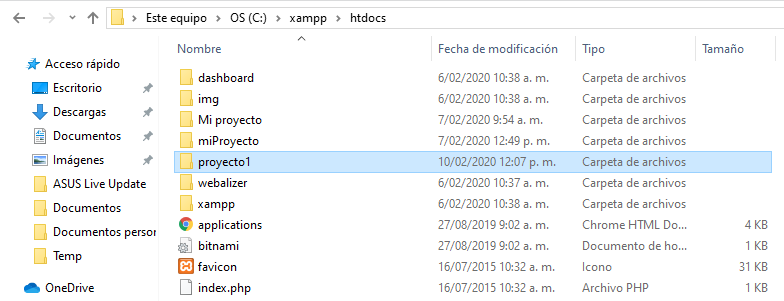 Este equipo > OS (C:) > xampp > htdocs
Nombre Fecha de modificación Tipo Tamaño
Acceso rápido
Escritorio
Descargas
Documentos
Imágenes
ASUS Live Update
Documentos
Documentos persor
Temp
OneDrive
dashboard 6/02/2020 10:38 a. m. Carpeta de archivos
img 6/02/2020 10:38 a. m. Carpeta de archivos
Mi proyecto 7/02/2020 9:54 a. m. Carpeta de archivos
miProyecto 7/02/2020 12:49 p. m. Carpeta de archivos
proyecto1 10/02/2020 12:07 p. m. Carpeta de archivos
webalizer 6/02/2020 10:37 a. m. Carpeta de archivos
xampp 6/02/2020 10:38 a. m. Carpeta de archivos
applications 27/08/2019 9:02 a. m. Chrome HTML Do... 4 KB
bitnami 27/08/2019 9:02 a. m. Documento de ho... 1 KB
favicon 16/07/2015 10:32 a. m. Icono 31 KB
index.php 16/07/2015 10:32 a. m. Archivo PHP 1 KB